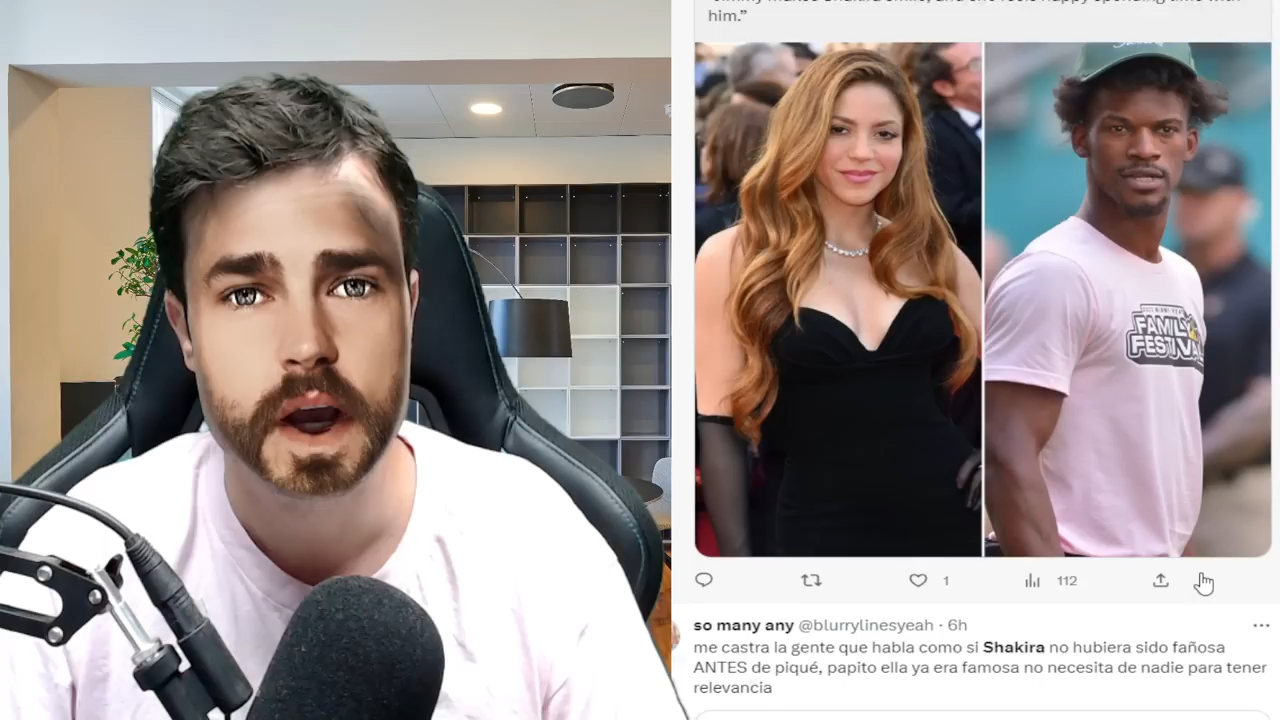 him.”
FAMILY
FESTIVAL
1
112
so many any @blurrylinesyeah · 6h
me castra la gente que habla como si Shakira no hubiera sido fañosa
ANTES de piqué, papito ella ya era famosa no necesita de nadie para tener
relevancia